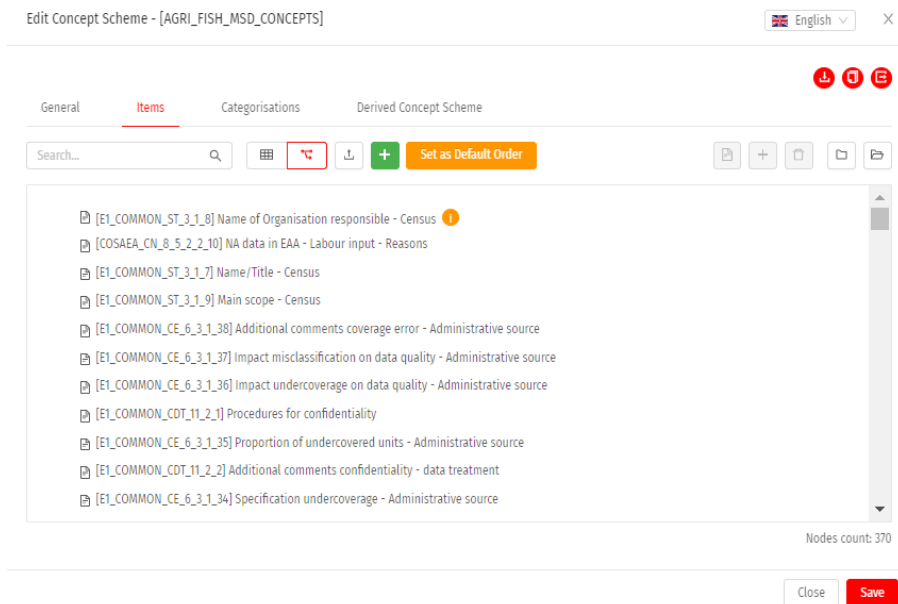 Edit Concept Scheme - [AGRI_FISH_MSD_CONCEPTS]
English
General Items Categorisations Derived Concept Scheme
Search... Set as Default Order
[E1_COMMON_ST_3_1_8] Name of Organisation responsible - Census
[COSAEA_CN_8_5_2_2_10] NA data in EAA - Labour input - Reasons
[E1_COMMON_ST_3_1_7] Name/Title - Census
[E1_COMMON_ST_3_1_9] Main scope - Census
[E1_COMMON_CE_6_3_1_38] Additional comments coverage error - Administrative source
[E1_COMMON_CE_6_3_1_37] Impact misclassification on data quality - Administrative source
[E1_COMMON_CE_6_3_1_36] Impact undercoverage on data quality - Administrative source
[E1_COMMON_CDT_11_2_1] Procedures for confidentiality
[E1_COMMON_CE_6_3_1_35] Proportion of undercovered units - Administrative source
[E1_COMMON_CDT_11_2_2] Additional comments confidentiality - data treatment
[E1_COMMON_CE_6_3_1_34] Specification undercoverage - Administrative source
Nodes count: 370
Close Save